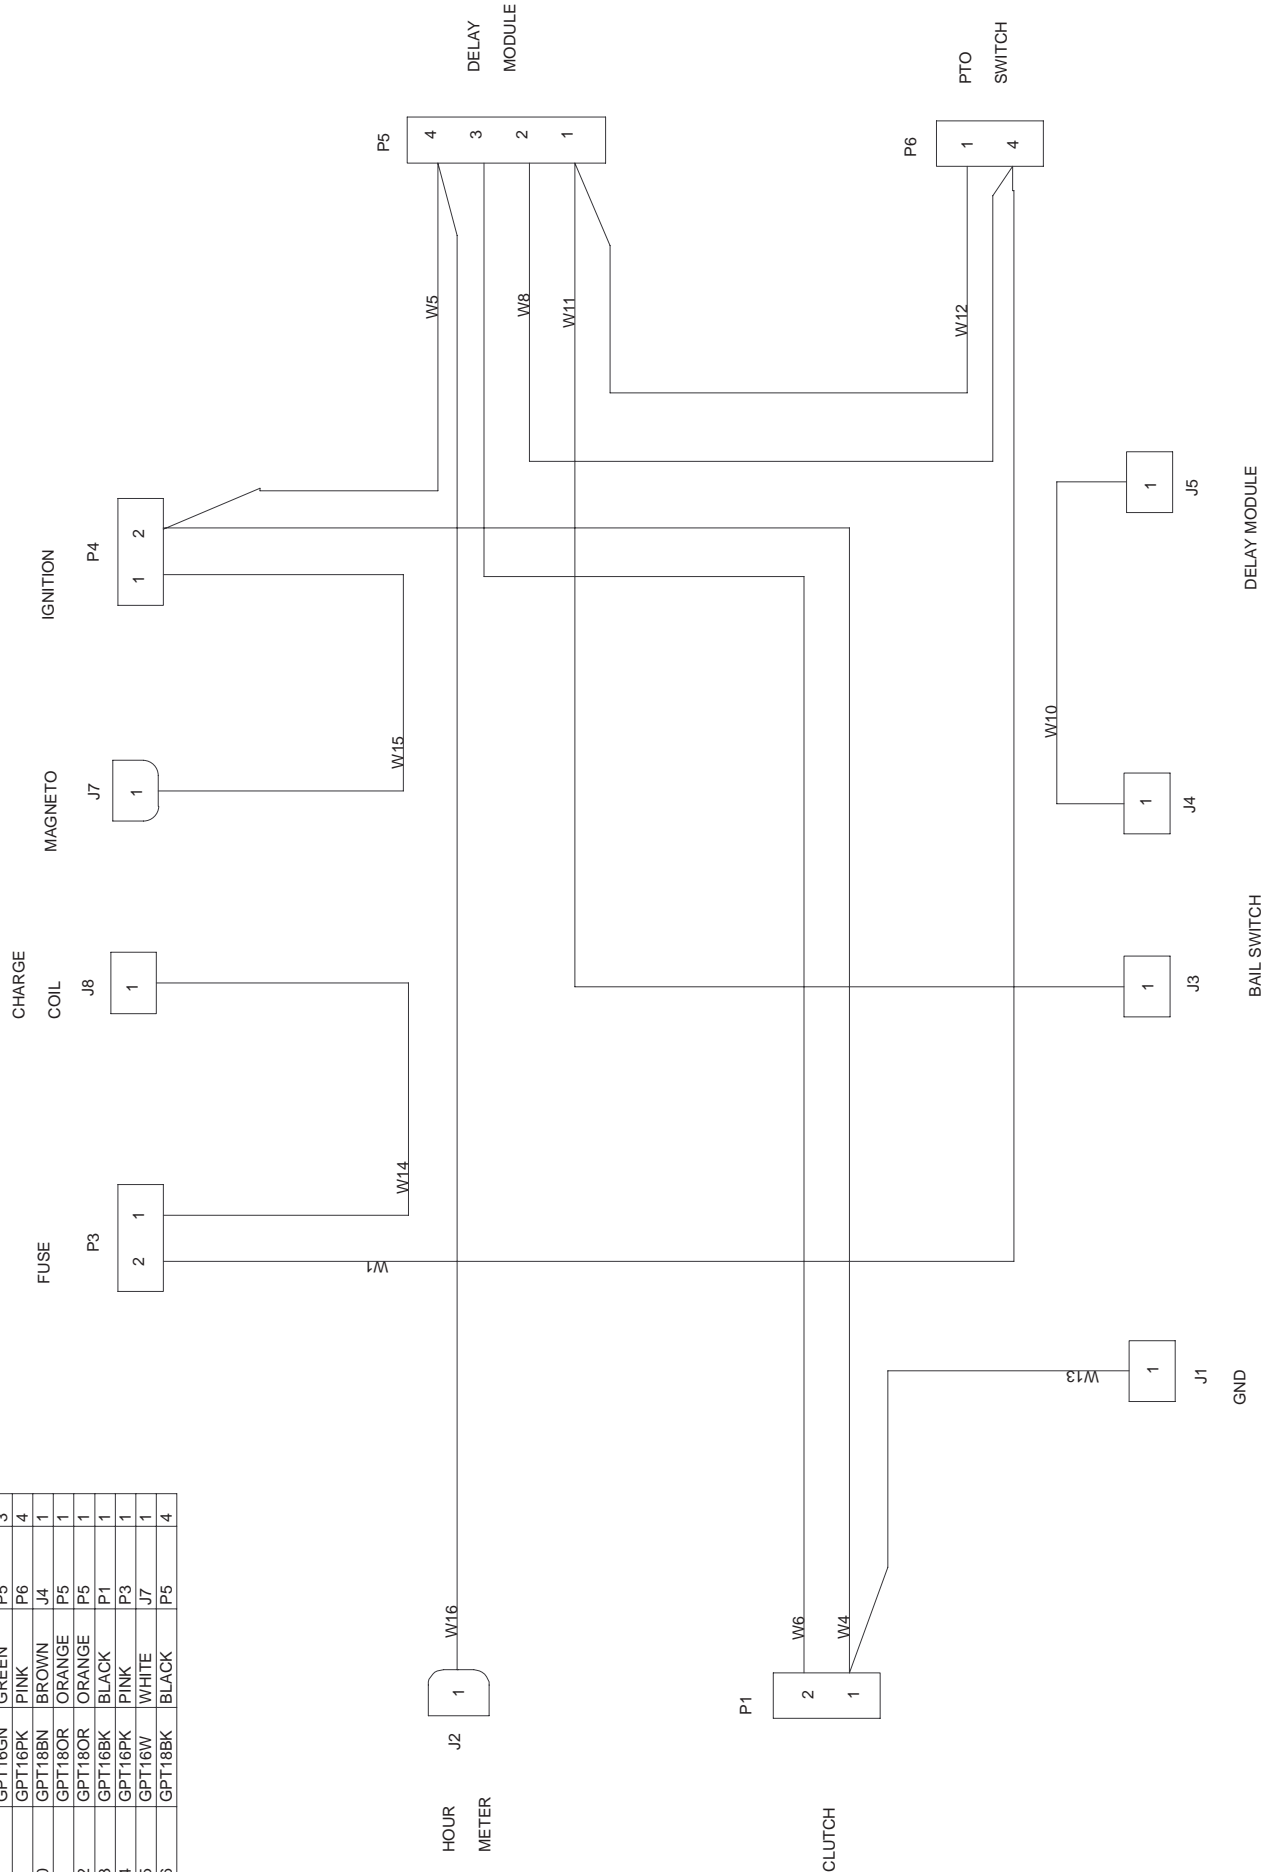 DELAY
MODULE
P5
4
3
2
1
PTO
SWITCH
P6
1
4
W5
W8
W11
W12
IGNITION
P4
1
2
MAGNETO
J7
1
W15
CHARGE
COIL
J8
1
W14
FUSE
P3
2
1
W1
1
J5
DELAY MODULE
W10
1
J4
1
J3
BAIL SWITCH
W13
1
J1
GND
W16
1
J2
HOUR
METER
W6
W4
P1
2
1
CLUTCH
GPT16GN GREEN P5 3
GPT16PK PINK P6 4
GPT18BN BROWN J4 1
GPT18OR ORANGE P5 1
GPT18OR ORANGE P5 1
GPT16BK BLACK P1 1
GPT16PK PINK P3 1
GPT16W WHITE J7 1
GPT18BK BLACK P5 4